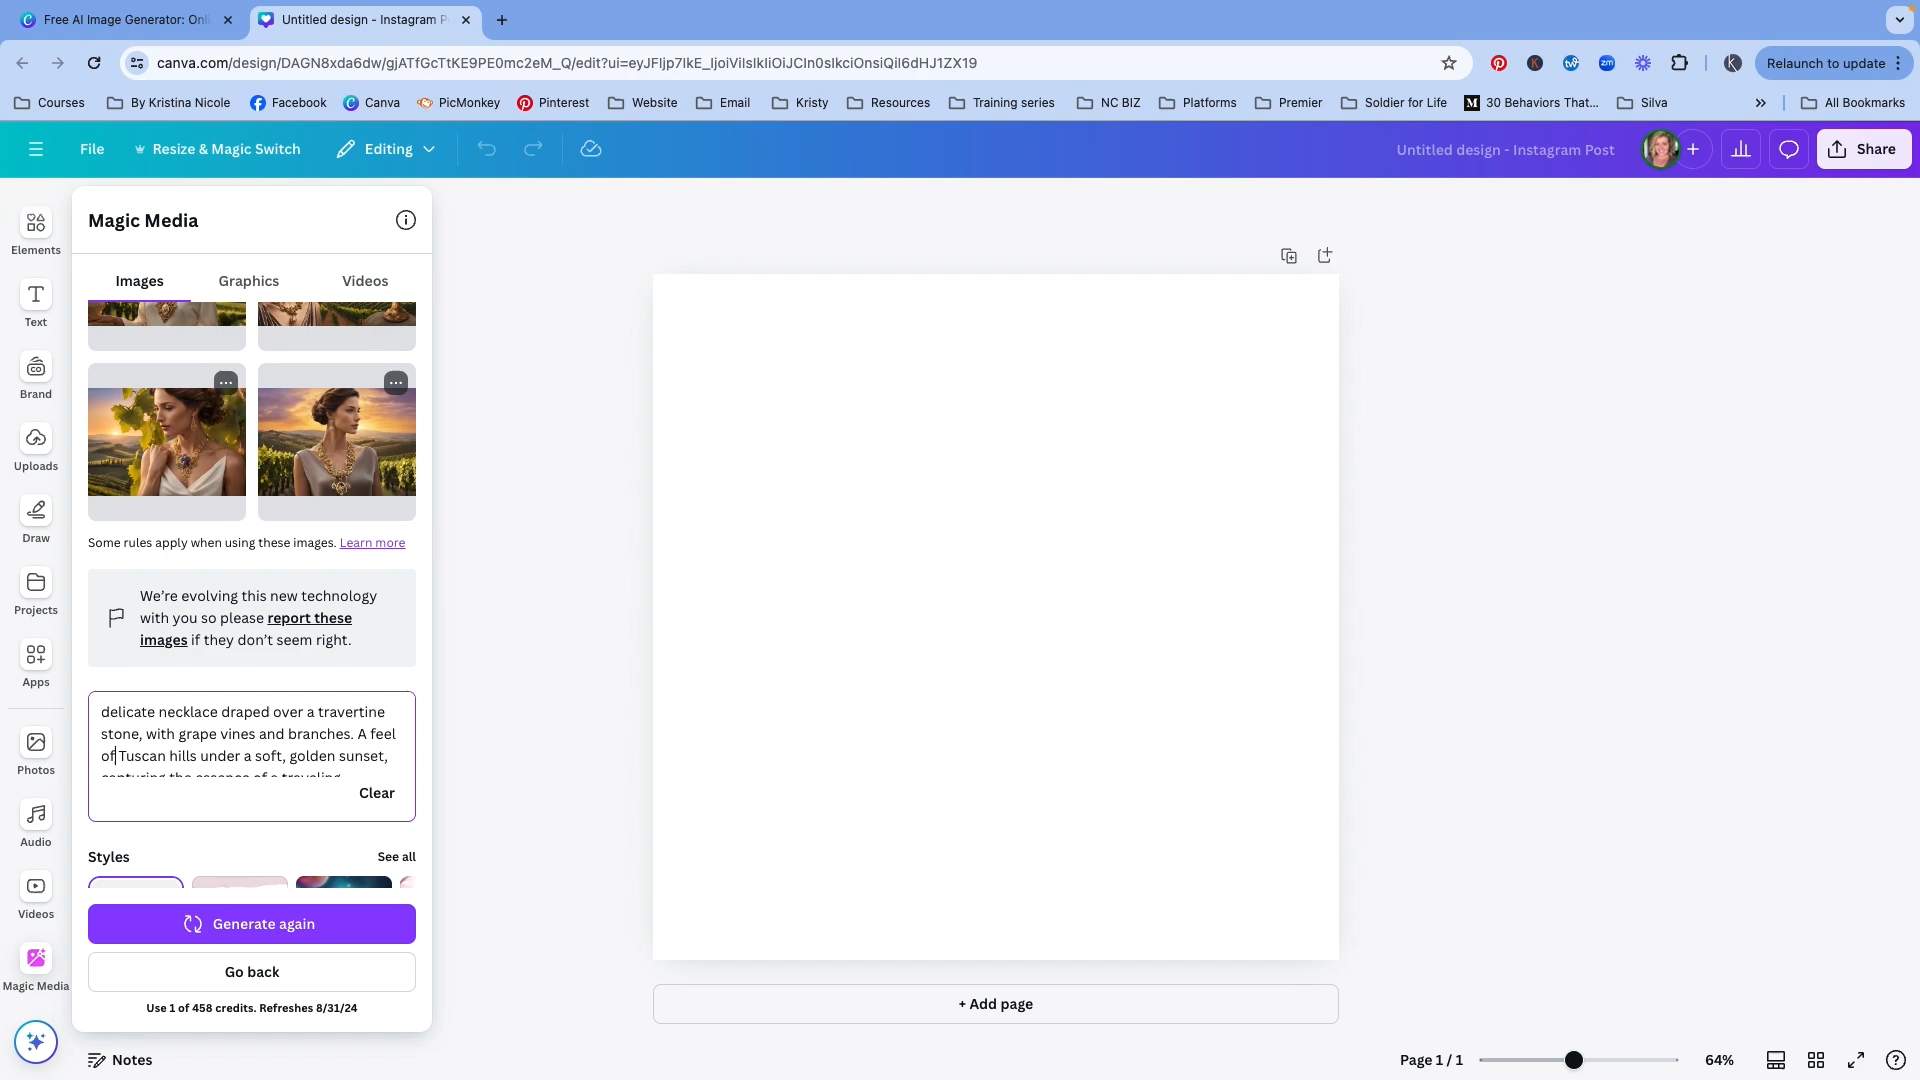 Free AI Image Generator: Onli
Untitled design - Instagram P
canva.com/design/DAGN8xda6dw/gjATfGcTtKE9PE0mc2eM_Q/edit?ui=eyJFIjp7IkE_IjoiViIsIkIiOiJCIn0sIkciOnsiQiI6dHJ1ZX19
Relaunch to update
Courses
By Kristina Nicole
Facebook
Canva
PicMonkey
Pinterest
Website
Email
Kristy
Resources
Training series
NC BIZ
Platforms
Premier
Soldier for Life
30 Behaviors That...
Silva
All Bookmarks
File
Resize & Magic Switch
Editing
Untitled design - Instagram Post
Share
Elements
Text
Brand
Uploads
Draw
Projects
Apps
Photos
Audio
Videos
Magic Media
Magic Media
Images
Graphics
Videos
Some rules apply when using these images. Learn more
We're evolving this new technology
with you so please report these
images if they don't seem right.
delicate necklace draped over a travertine
stone, with grape vines and branches. A feel
of Tuscan hills under a soft, golden sunset,
capturing the essence of a traveling
Clear
Styles
See all
Generate again
Go back
Use 1 of 458 credits. Refreshes 8/31/24
+ Add page
Notes
Page 1 / 1
64%